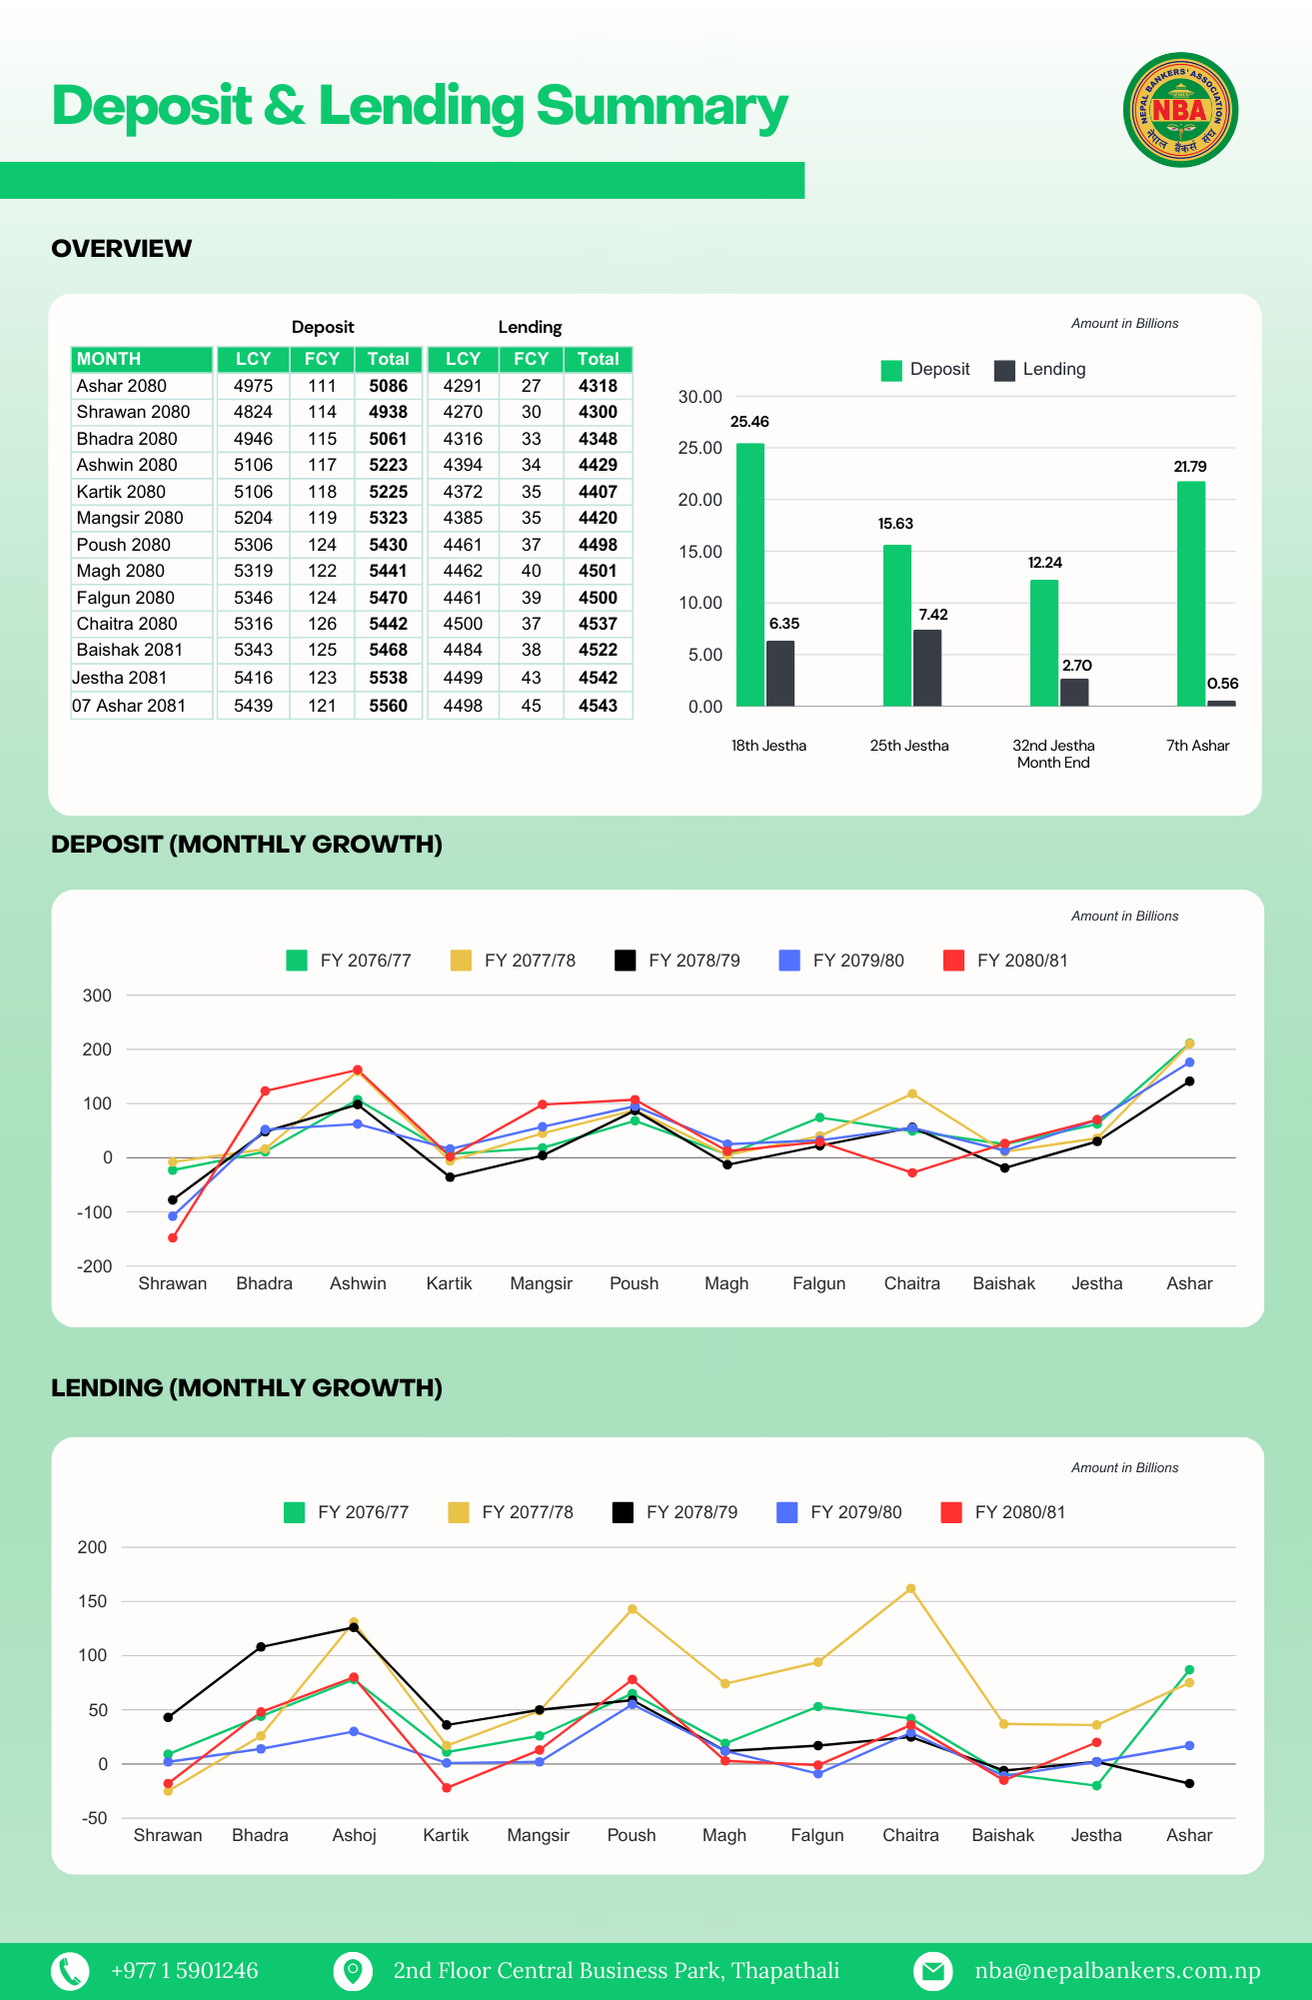 Deposit & Lending Summary
NEPAL BANKERS' ASSOCIATION
NBA
नेपाल बैंकर्स संघ
OVERVIEW
Deposit Lending
MONTH LCY FCY Total LCY FCY Total
Ashar 2080 4975 111 5086 4291 27 4318
Shrawan 2080 4824 114 4938 4270 30 4300
Bhadra 2080 4946 115 5061 4316 33 4348
Ashwin 2080 5106 117 5223 4394 34 4429
Kartik 2080 5106 118 5225 4372 35 4407
Mangsir 2080 5204 119 5323 4385 35 4420
Poush 2080 5306 124 5430 4461 37 4498
Magh 2080 5319 122 5441 4462 40 4501
Falgun 2080 5346 124 5470 4461 39 4500
Chaitra 2080 5316 126 5442 4500 37 4537
Baishak 2081 5343 125 5468 4484 38 4522
Jestha 2081 5416 123 5538 4499 43 4542
07 Ashar 2081 5439 121 5560 4498 45 4543
Amount in Billions
Deposit Lending
30.00
25.00
20.00
15.00
10.00
5.00
0.00
25.46
6.35
15.63
7.42
12.24
2.70
21.79
0.56
18th Jestha 25th Jestha 32nd Jestha 7th Ashar
Month End
DEPOSIT (MONTHLY GROWTH)
Amount in Billions
FY 2076/77 FY 2077/78 FY 2078/79 FY 2079/80 FY 2080/81
300
200
100
0
-100
-200
Shrawan Bhadra Ashwin Kartik Mangsir Poush Magh Falgun Chaitra Baishak Jestha Ashar
LENDING (MONTHLY GROWTH)
Amount in Billions
FY 2076/77 FY 2077/78 FY 2078/79 FY 2079/80 FY 2080/81
200
150
100
50
0
-50
Shrawan Bhadra Ashoj Kartik Mangsir Poush Magh Falgun Chaitra Baishak Jestha Ashar
+977 1 5901246 2nd Floor Central Business Park, Thapathali nba@nepalbankers.com.np